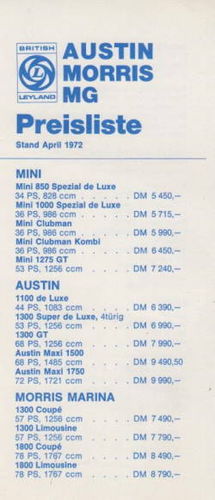 BRITISH
LEYLAND
AUSTIN
MORRIS
MG
Preisliste
Stand April 1972
MINI
Mini 850 Spezial de Luxe
34 PS, 828 ccm . . . . . DM 5 450,—
Mini 1000 Spezial de Luxe
36 PS, 986 ccm . . . . DM 5 715,—
Mini Clubman
36 PS, 986 ccm . . . . DM 5 990,—
Mini Clubman Kombi
36 PS, 986 ccm . . . . DM 6 450,—
Mini 1275 GT
53 PS, 1256 ccm . . . . DM 7 240,—
AUSTIN
1100 de Luxe
44 PS, 1083 ccm . . . . DM 6 390,—
1300 Super de Luxe, 4türig
53 PS, 1256 ccm . . . . DM 6 990,—
1300 GT
68 PS, 1256 ccm . . . . DM 7 990,—
Austin Maxi 1500
68 PS, 1485 ccm . . . . DM 9 490,50
Austin Maxi 1750
72 PS, 1721 ccm . . . . DM 9 990,—
MORRIS MARINA
1300 Coupé
57 PS, 1256 ccm . . . . DM 7 490,—
1300 Limousine
57 PS, 1256 ccm . . . . DM 7 790,—
1800 Coupé
78 PS, 1767 ccm . . . . DM 8 490,—
1800 Limousine
78 PS, 1767 ccm . . . . DM 8 790,—